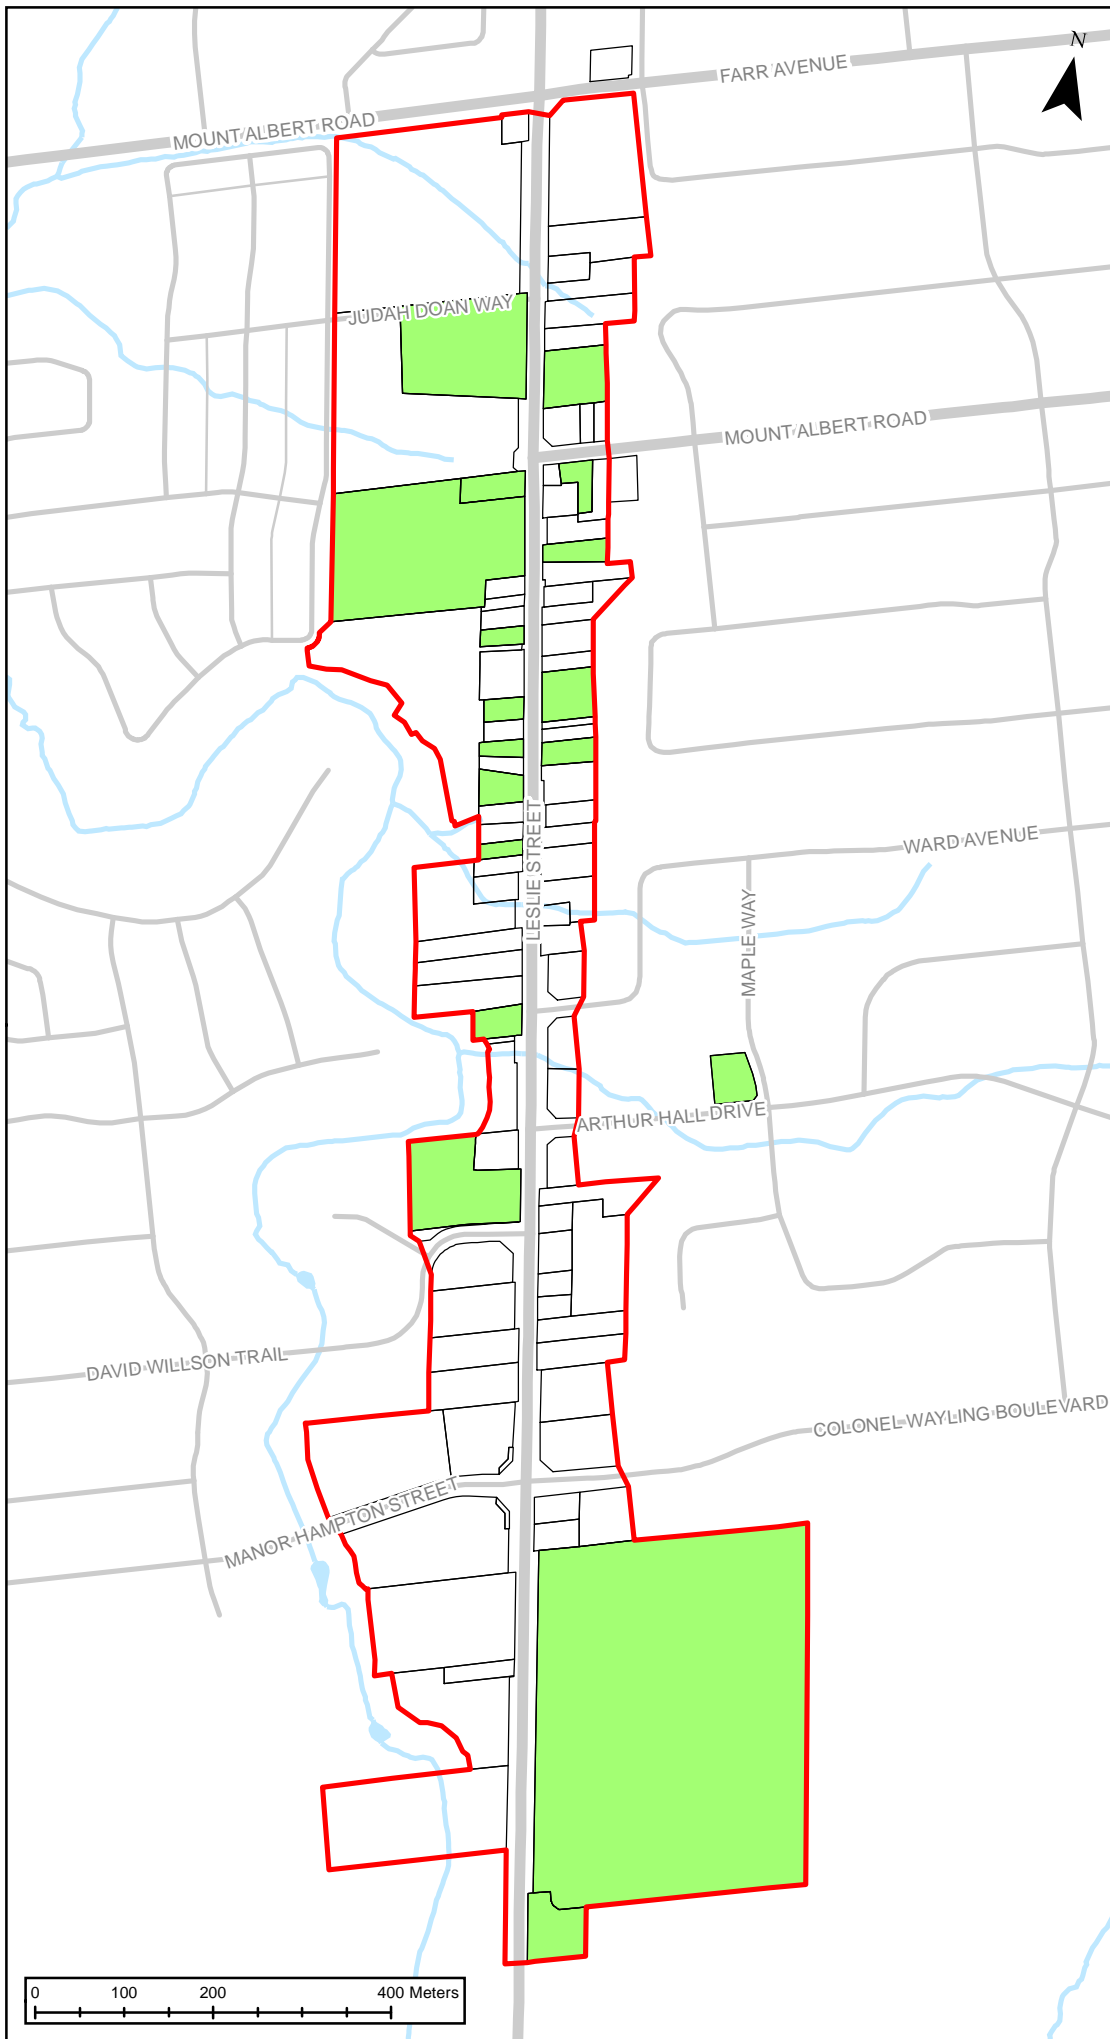 N
FARR AVENUE
MOUNT ALBERT ROAD
JUDAH DOAN WAY
MOUNT ALBERT ROAD
LESLIE STREET
WARD AVENUE
MAPLE WAY
ARTHUR HALL DRIVE
DAVID WILLSON TRAIL
COLONEL WAYLING BOULEVARD
MANOR HAMPTON STREET
0 100 200 400 Meters